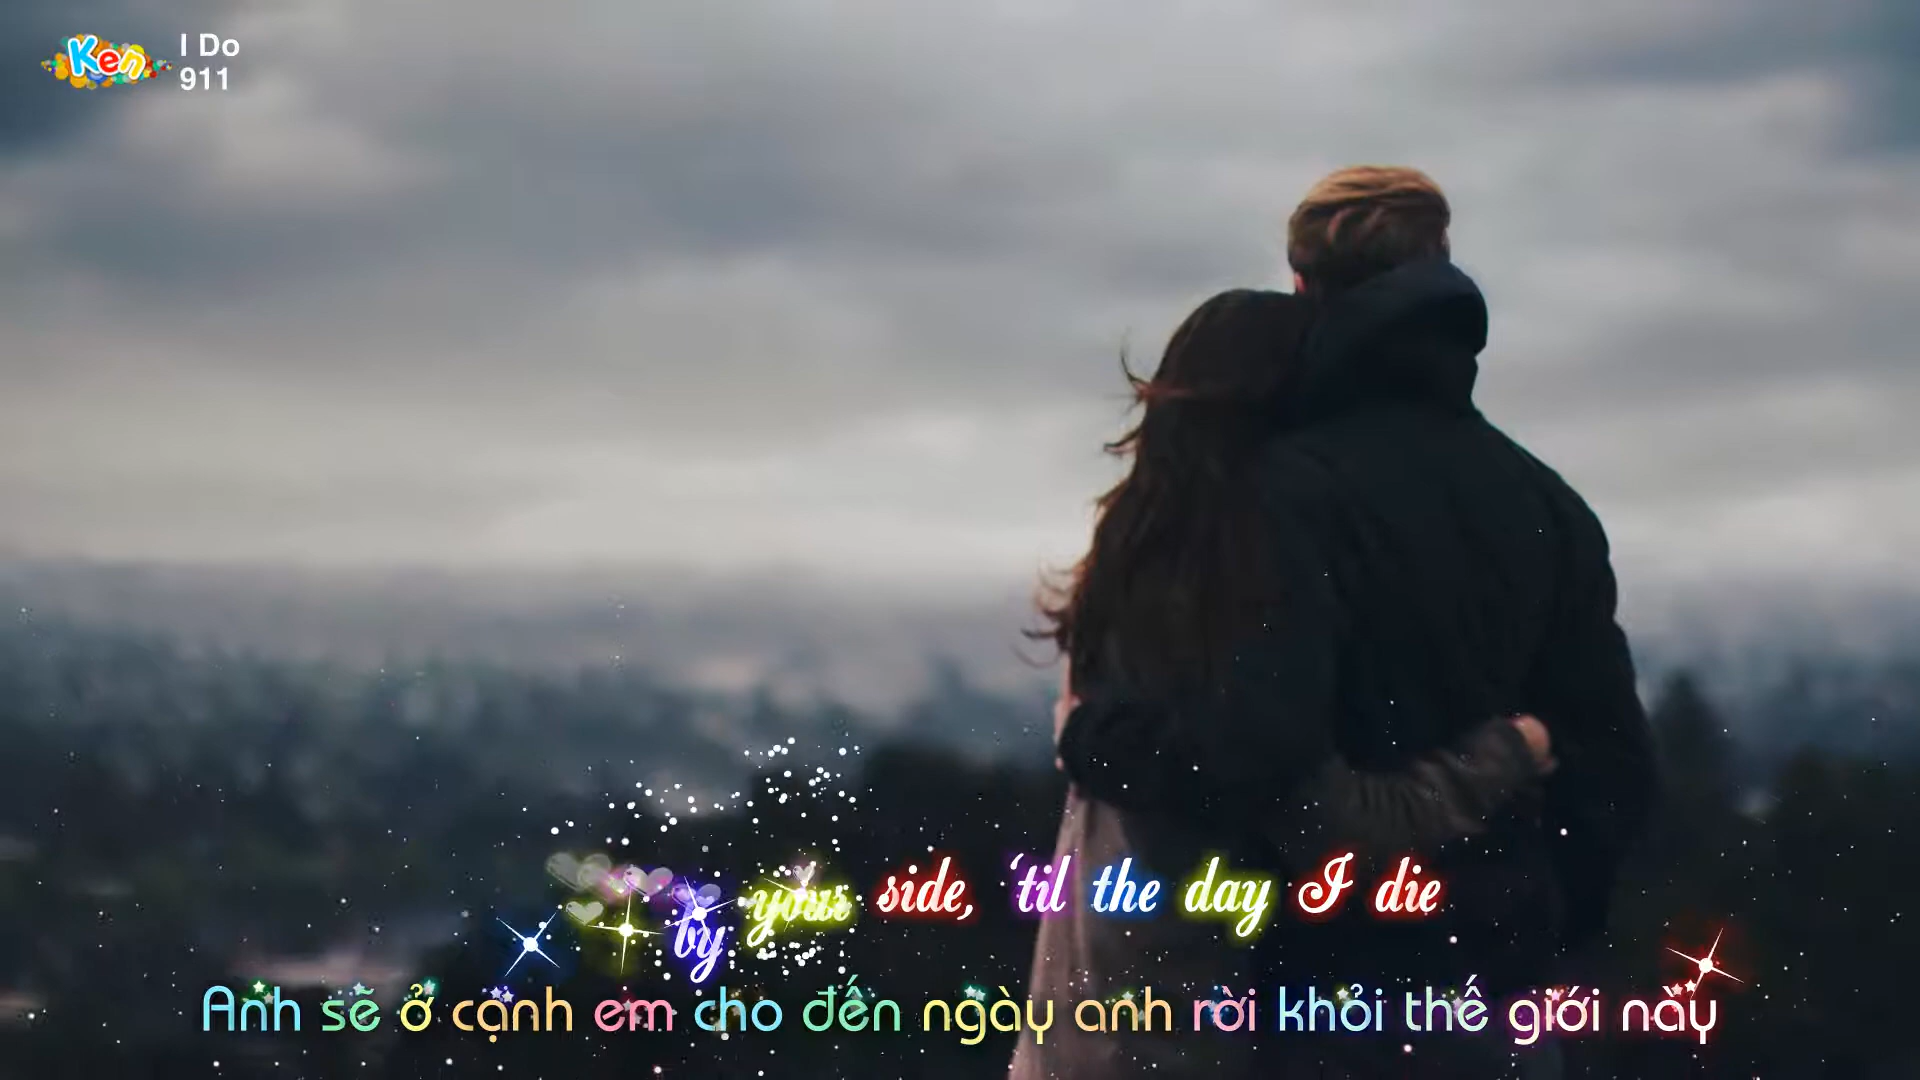 Ken
I Do
911
by your side, ‘til the day I die
Anh sẽ ở cạnh em cho đến ngày anh rời khỏi thế giới này